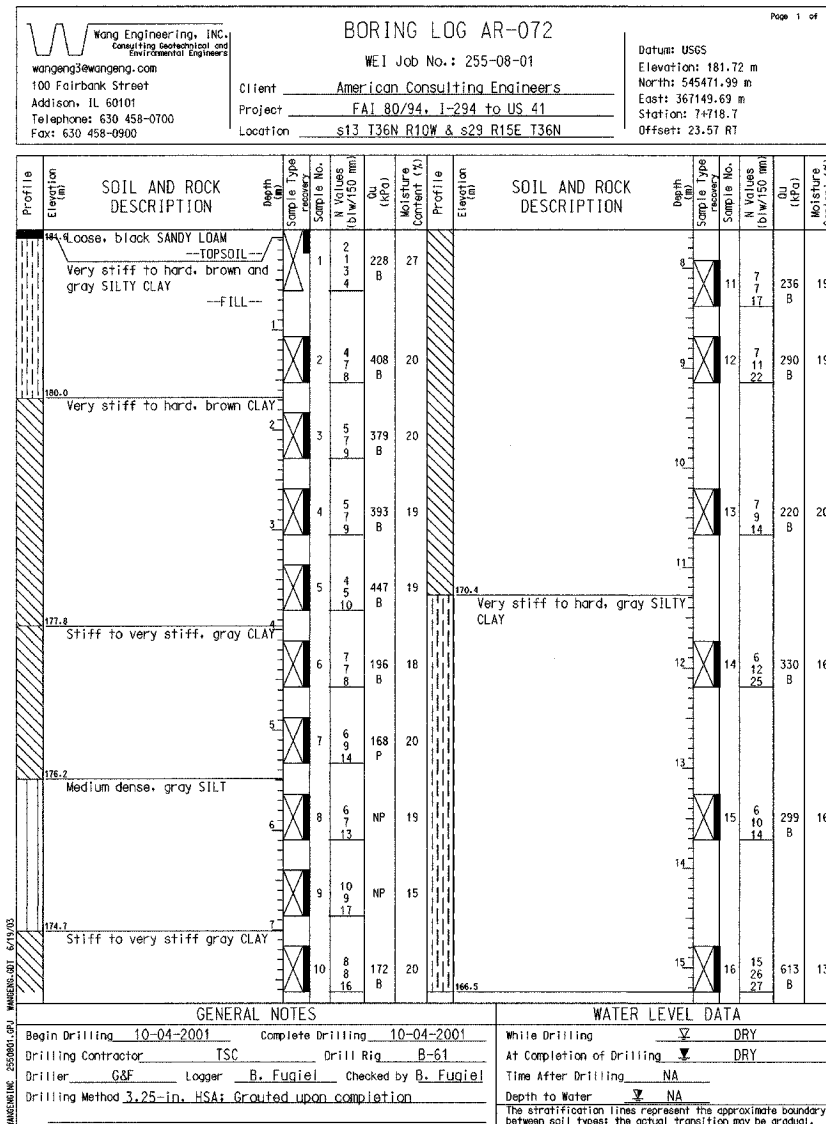 Page 1 of
Wang Engineering, INC.
Consulting Geotechnical and
Environmental Engineers
wangeng3@wangeng.com
100 Fairbank Street
Addison, IL 60101
Telephone: 630 458-0700
Fax: 630 458-0900
BORING LOG AR-072
WEI Job No.: 255-08-01
Client American Consulting Engineers
Project FAI 80/94, I-294 to US 41
Location s13 T36N R10W & s29 R15E T36N
Datum: USGS
Elevation: 181.72 m
North: 545471.99 m
East: 367149.69 m
Station: 7+718.7
Offset: 23.57 RT
Profile
Elevation (m)
SOIL AND ROCK DESCRIPTION
Depth (m)
Sample Type
recovery
Sample No.
N Values (blw/150 mm)
Qu (kPa)
Moisture Content (%)
Profile
Elevation (m)
SOIL AND ROCK DESCRIPTION
Depth (m)
Sample Type
recovery
Sample No.
N Values (blw/150 mm)
Qu (kPa)
Moisture
Loose, black SANDY LOAM
--TOPSOIL--
Very stiff to hard, brown and
gray SILTY CLAY
--FILL--
1 2 1 3 4 228 B 27
1
2 4 7 8 408 B 20
180.0
Very stiff to hard, brown CLAY
2
3 5 7 9 379 B 20
4 5 7 9 393 B 19
3
5 4 5 10 447 B 19
177.8
4
Stiff to very stiff, gray CLAY
6 7 7 8 196 B 18
5
7 6 9 14 168 P 20
176.2
Medium dense, gray SILT
6
8 6 7 13 NP 19
9 10 9 17 NP 15
174.7
7
Stiff to very stiff gray CLAY
10 8 8 16 172 B 20
8
11 7 7 17 236 B 19
9
12 7 11 22 290 B 19
10
13 7 9 14 220 B 20
11
170.4
Very stiff to hard, gray SILTY
CLAY
12
14 6 12 25 330 B 16
13
15 6 10 14 299 B 16
14
15
16 15 26 27 613 B 13
166.5
GENERAL NOTES
Begin Drilling 10-04-2001 Complete Drilling 10-04-2001
Drilling Contractor TSC Drill Rig B-61
Driller G&F Logger B. Fugiel Checked by B. Fugiel
Drilling Method 3.25-in. HSA; Grouted upon completion
WATER LEVEL DATA
While Drilling DRY
At Completion of Drilling DRY
Time After Drilling NA
Depth to Water NA
The stratification lines represent the approximate boundary
between soil types; the actual transition may be gradual.
WANGENGINC 2550801.GPJ WANGENG.GDT 6/19/03